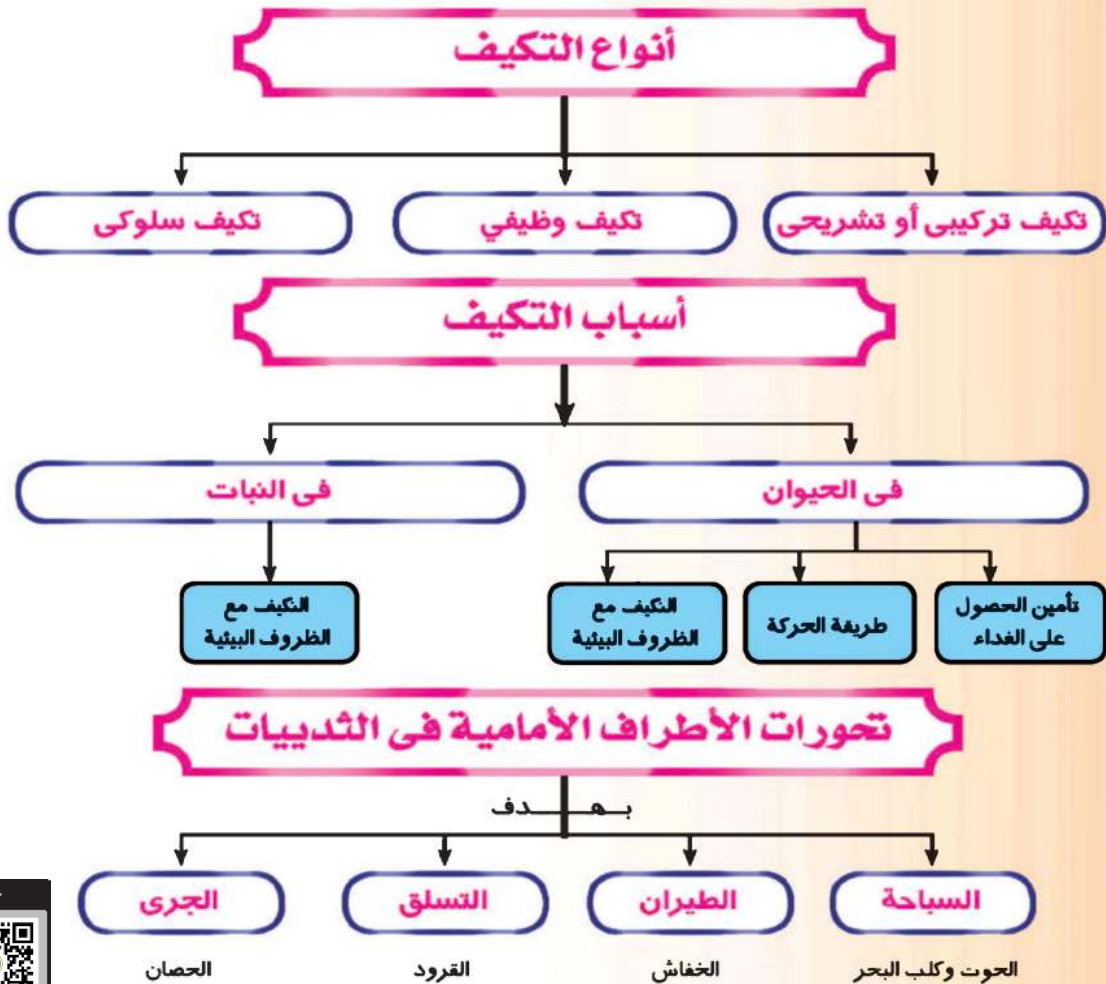 أنواع التكيف
تكيف تركيبى أو تشريحى
تكيف وظيفي
تكيف سلوكى
أسباب التكيف
فى الحيوان
فى النبات
تأمين الحصول
على الغداء
طريقة الحركة
التكيف مع
الظروف البيئية
التكيف مع
الظروف البيئية
تحورات الأطراف الأمامية فى الثدييات
بهدف
السباحة
الطيران
التسلق
الجرى
الحوت وكلب البحر
الخفاش
القرود
الحصان